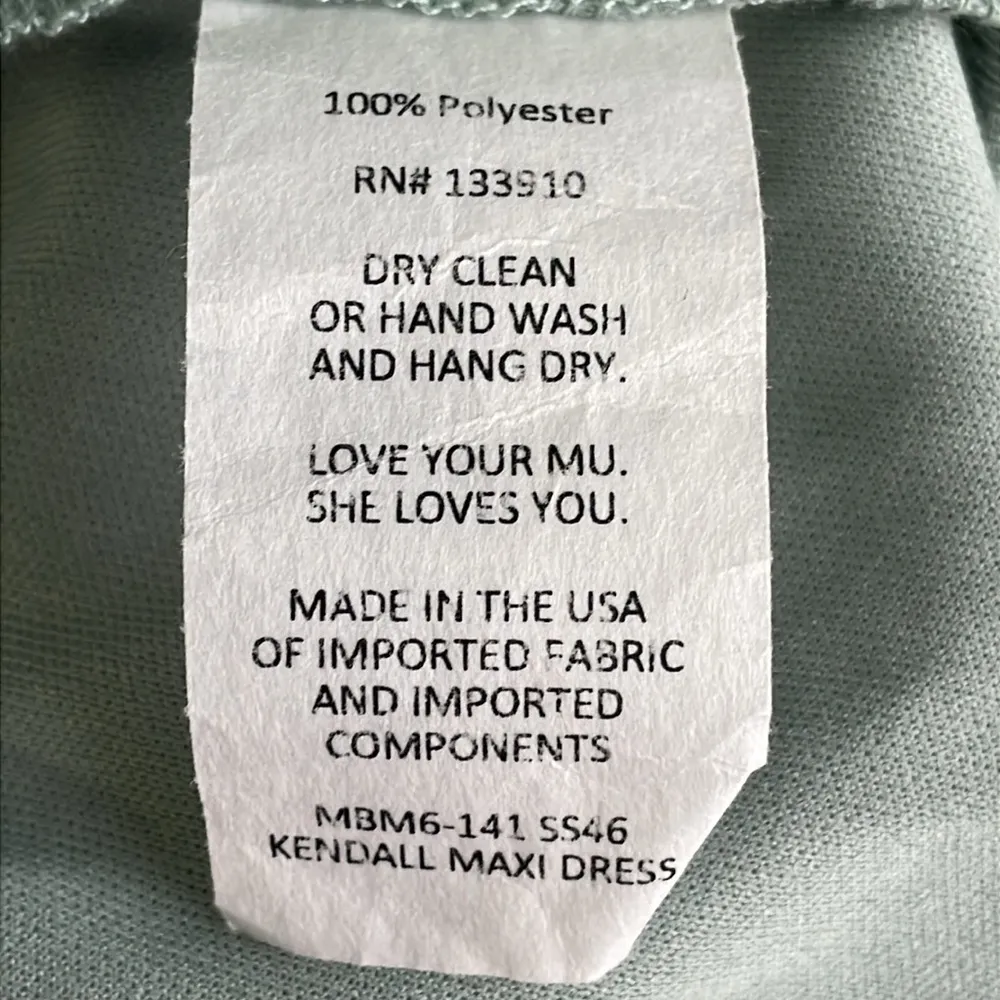 100% Polyester
RN# 133910
DRY CLEAN
OR HAND WASH
AND HANG DRY.
LOVE YOUR MU.
SHE LOVES YOU.
MADE IN THE USA
OF IMPORTED FABRIC
AND IMPORTED
COMPONENTS
MBM6-141 SS46
KENDALL MAXI DRESS